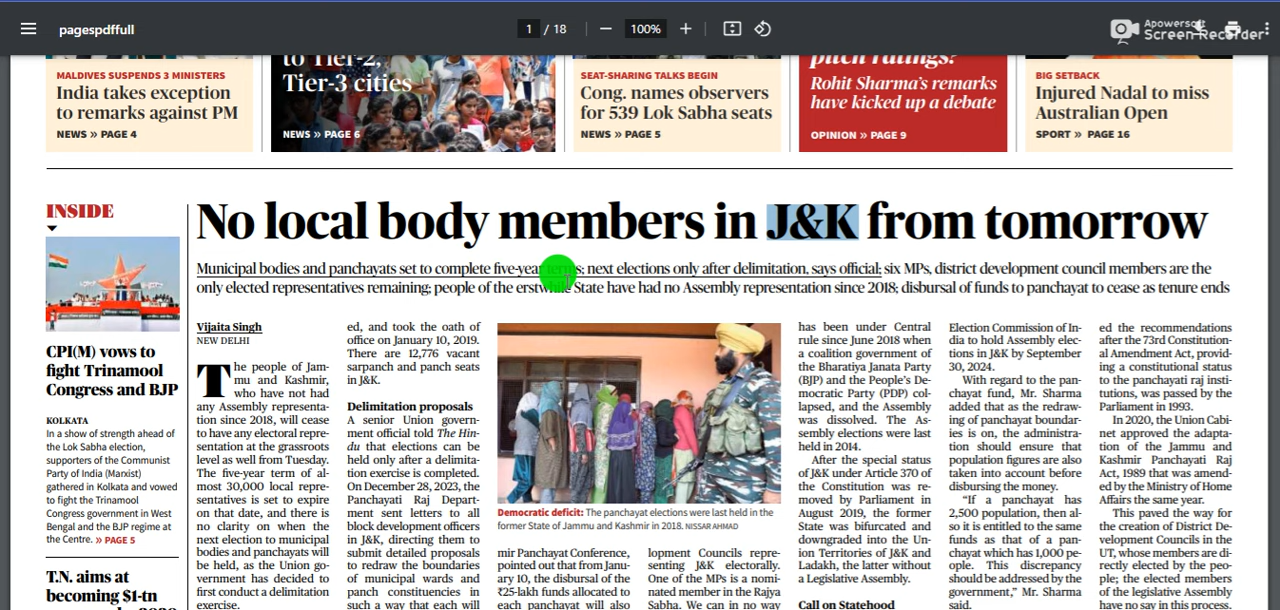 pagespdffull
1 / 18
100%
Apowersoft
Screen Recorder
MALDIVES SUSPENDS 3 MINISTERS
India takes exception
to remarks against PM
NEWS » PAGE 4
to Tier-2,
Tier-3 cities
NEWS » PAGE 6
SEAT-SHARING TALKS BEGIN
Cong. names observers
for 539 Lok Sabha seats
NEWS » PAGE 5
pitch ratings?
Rohit Sharma's remarks
have kicked up a debate
OPINION » PAGE 9
BIG SETBACK
Injured Nadal to miss
Australian Open
SPORT » PAGE 16
INSIDE
CPI(M) vows to
fight Trinamool
Congress and BJP
KOLKATA
In a show of strength ahead of
the Lok Sabha election,
supporters of the Communist
Party of India (Marxist)
gathered in Kolkata and vowed
to fight the Trinamool
Congress government in West
Bengal and the BJP regime at
the Centre. » PAGE 5
T.N. aims at
becoming $1-tn
No local body members in J&K from tomorrow
Municipal bodies and panchayats set to complete five-year terms; next elections only after delimitation, says official; six MPs, district development council members are the
only elected representatives remaining; people of the erstwhile State have had no Assembly representation since 2018; disbursal of funds to panchayat to cease as tenure ends
Vijaita Singh
NEW DELHI
The people of Jam-
mu and Kashmir,
who have not had
any Assembly representa-
tion since 2018, will cease
to have any electoral repre-
sentation at the grassroots
level as well from Tuesday.
The five-year term of al-
most 30,000 local repre-
sentatives is set to expire
on that date, and there is
no clarity on when the
next election to municipal
bodies and panchayats will
be held, as the Union go-
vernment has decided to
first conduct a delimitation
exercise.
ed, and took the oath of
office on January 10, 2019.
There are 12,776 vacant
sarpanch and panch seats
in J&K.
Delimitation proposals
A senior Union govern-
ment official told The Hin-
du that elections can be
held only after a delimita-
tion exercise is completed.
On December 28, 2023, the
Panchayati Raj Depart-
ment sent letters to all
block development officers
in J&K, directing them to
submit detailed proposals
to redraw the boundaries
of municipal wards and
panch constituencies in
such a way that each will
Democratic deficit: The panchayat elections were last held in the
former State of Jammu and Kashmir in 2018. NISSAR AHMAD
mir Panchayat Conference,
pointed out that from Janu-
ary 10, the disbursal of the
₹25-lakh funds allocated to
each panchayat will also
lopment Councils repre-
senting J&K electorally.
One of the MPs is a nomi-
nated member in the Rajya
Sabha. We can in no way
has been under Central
rule since June 2018 when
a coalition government of
the Bharatiya Janata Party
(BJP) and the People's De-
mocratic Party (PDP) col-
lapsed, and the Assembly
was dissolved. The As-
sembly elections were last
held in 2014.
After the special status
of J&K under Article 370 of
the Constitution was re-
moved by Parliament in
August 2019, the former
State was bifurcated and
downgraded into the Un-
ion Territories of J&K and
Ladakh, the latter without
a Legislative Assembly.
Call on Statehood
Election Commission of In-
dia to hold Assembly elec-
tions in J&K by September
30, 2024.
With regard to the pan-
chayat fund, Mr. Sharma
added that as the redraw-
ing of panchayat boundar-
ies is on, the administra-
tion should ensure that
population figures are also
taken into account before
disbursing the money.
"If a panchayat has
2,500 population, then al-
so it is entitled to the same
funds as that of a pan-
chayat which has 1,000 pe-
ople. This discrepancy
should be addressed by the
government," Mr. Sharma
said.
ed the recommendations
after the 73rd Constitution-
al Amendment Act, provid-
ing a constitutional status
to the panchayati raj insti-
tutions, was passed by the
Parliament in 1993.
In 2020, the Union Cabi-
net approved the adapta-
tion of the Jammu and
Kashmir Panchayati Raj
Act, 1989 that was amend-
ed by the Ministry of Home
Affairs the same year.
This paved the way for
the creation of District De-
velopment Councils in the
UT, whose members are di-
rectly elected by the peo-
ple; the elected members
of the legislative Assembly
have no say in this process.